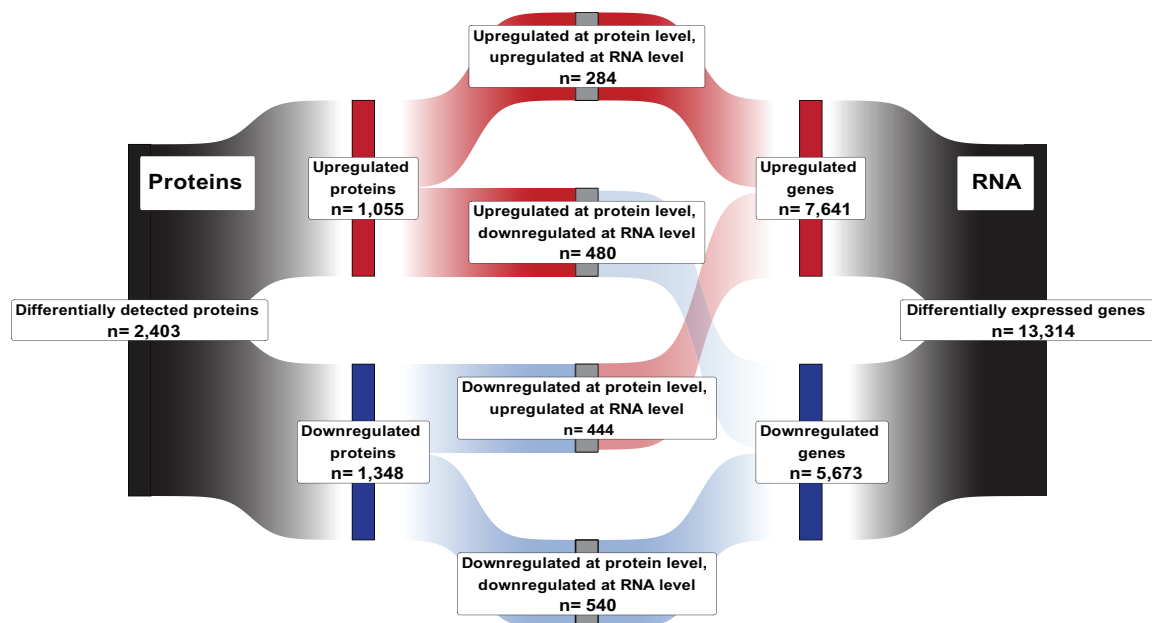 Upregulated at protein level,
upregulated at RNA level
n= 284
Proteins
Upregulated
proteins
n= 1,055
Upregulated
genes
n= 7,641
RNA
Upregulated at protein level,
downregulated at RNA level
n= 480
Differentially detected proteins
n= 2,403
Differentially expressed genes
n= 13,314
Downregulated at protein level,
upregulated at RNA level
n= 444
Downregulated
proteins
n= 1,348
Downregulated
genes
n= 5,673
Downregulated at protein level,
downregulated at RNA level
n= 540